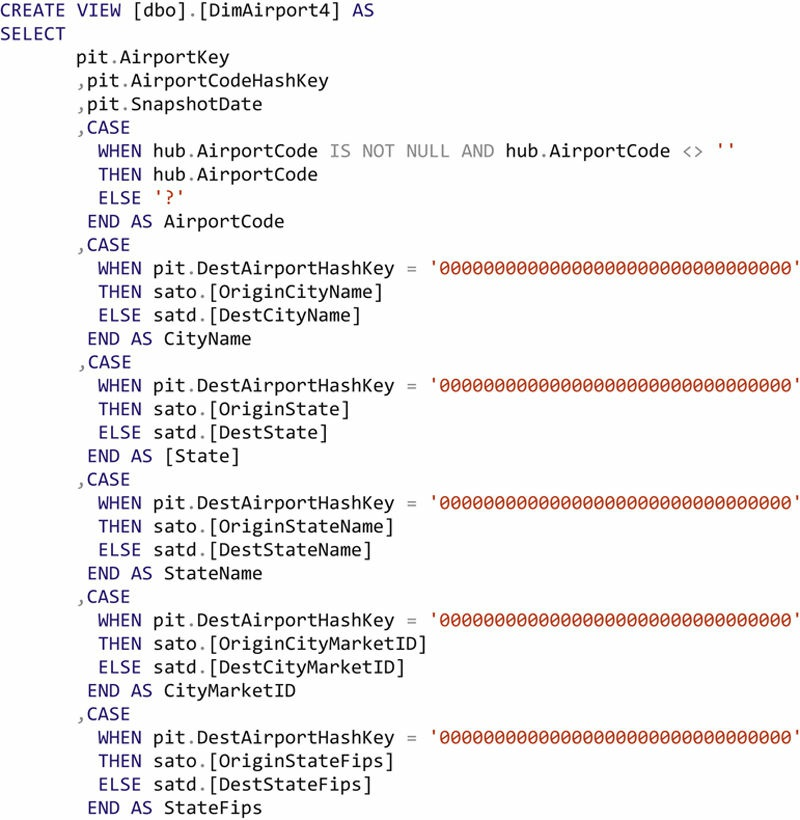 CREATE VIEW [dbo].[DimAirport4] AS
SELECT
pit.AirportKey
,pit.AirportCodeHashKey
,pit.SnapshotDate
,CASE
WHEN hub.AirportCode IS NOT NULL AND hub.AirportCode <> ''
THEN hub.AirportCode
ELSE '?'
END AS AirportCode
,CASE
WHEN pit.DestAirportHashKey = '00000000000000000000000000000000'
THEN sato.[OriginCityName]
ELSE satd.[DestCityName]
END AS CityName
,CASE
WHEN pit.DestAirportHashKey = '00000000000000000000000000000000'
THEN sato.[OriginState]
ELSE satd.[DestState]
END AS [State]
,CASE
WHEN pit.DestAirportHashKey = '00000000000000000000000000000000'
THEN sato.[OriginStateName]
ELSE satd.[DestStateName]
END AS StateName
,CASE
WHEN pit.DestAirportHashKey = '00000000000000000000000000000000'
THEN sato.[OriginCityMarketID]
ELSE satd.[DestCityMarketID]
END AS CityMarketID
,CASE
WHEN pit.DestAirportHashKey = '00000000000000000000000000000000'
THEN sato.[OriginStateFips]
ELSE satd.[DestStateFips]
END AS StateFips